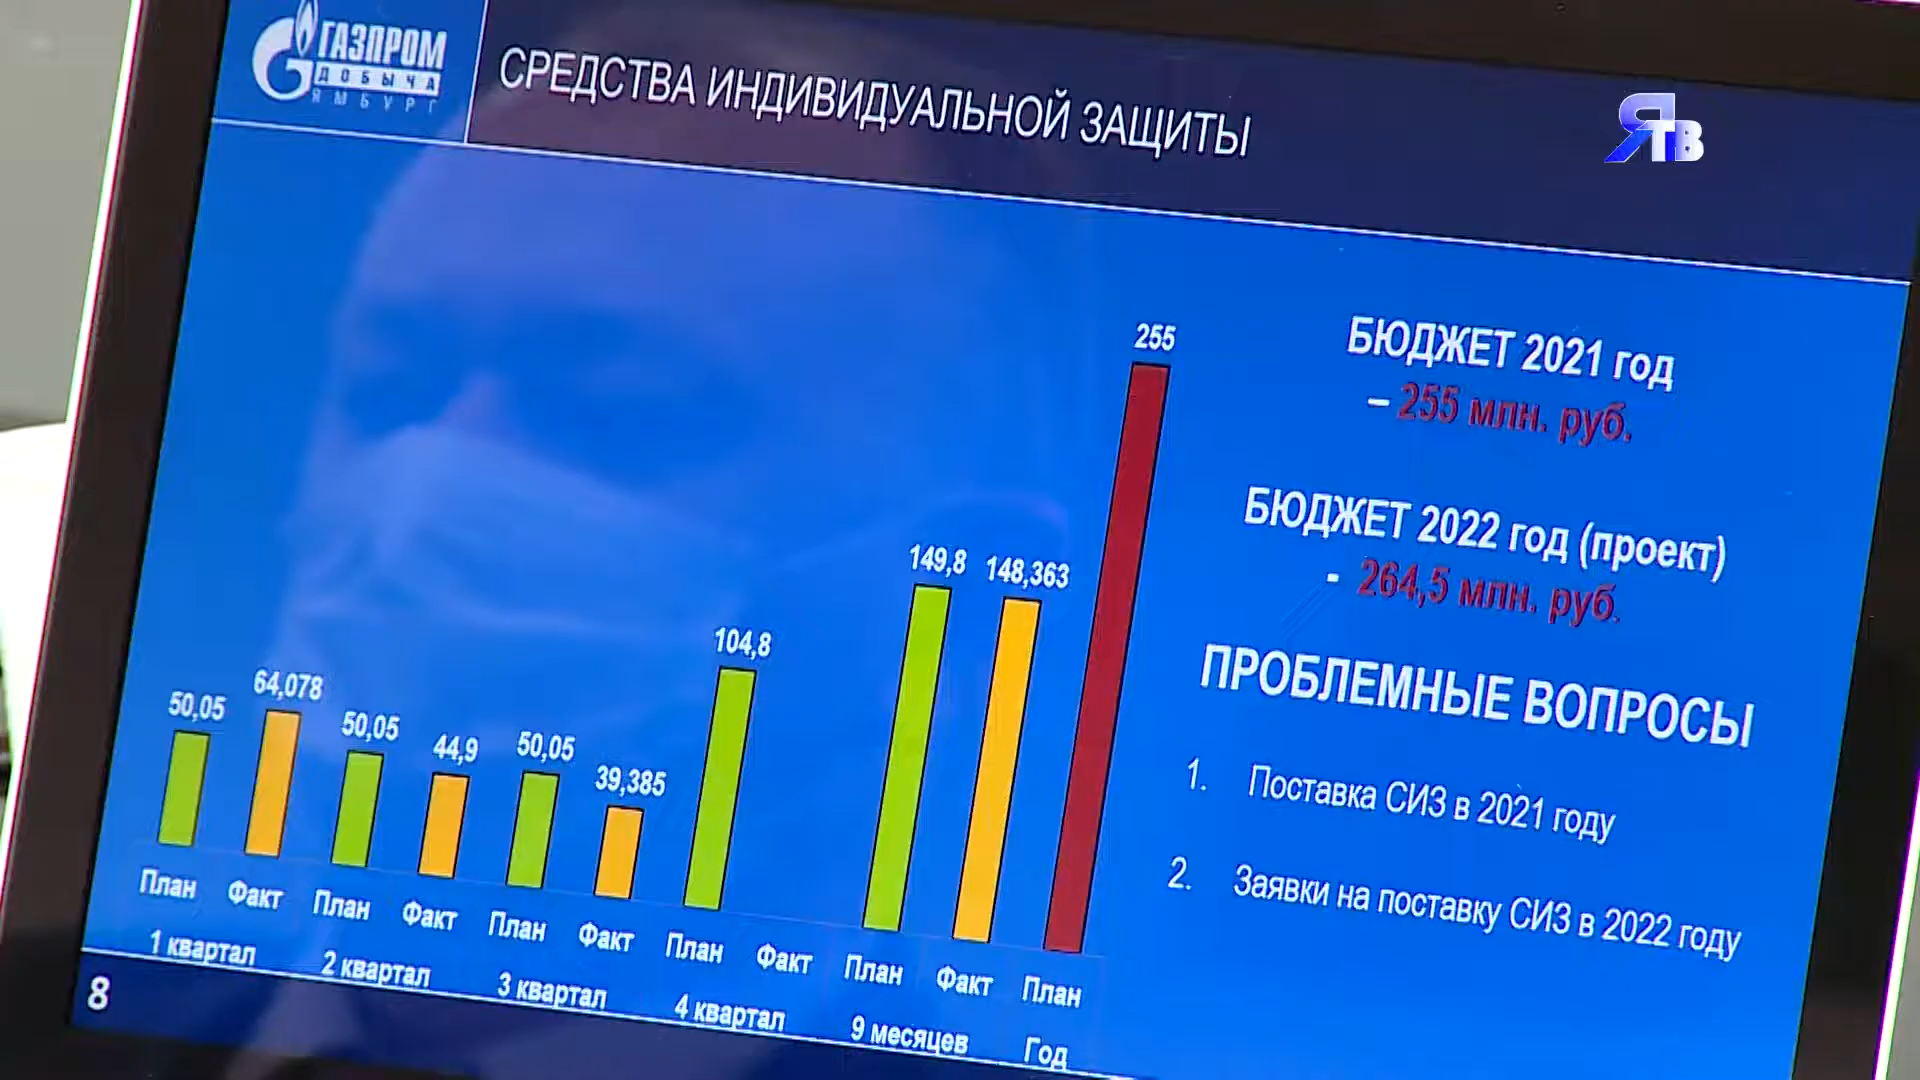 ГАЗПРОМ
ДОБЫЧА
ЯМБУРГ
СРЕДСТВА ИНДИВИДУАЛЬНОЙ ЗАЩИТЫ
ЯТВ
БЮДЖЕТ 2021 год
– 255 млн. руб.
БЮДЖЕТ 2022 год (проект)
- 264,5 млн. руб.
ПРОБЛЕМНЫЕ ВОПРОСЫ
1. Поставка СИЗ в 2021 году
2. Заявки на поставку СИЗ в 2022 году
50,05 64,078 50,05 44,9 50,05 39,385 104,8 149,8 148,363 255
План Факт План Факт План Факт План Факт План Факт План
1 квартал 2 квартал 3 квартал 4 квартал 9 месяцев Год
8